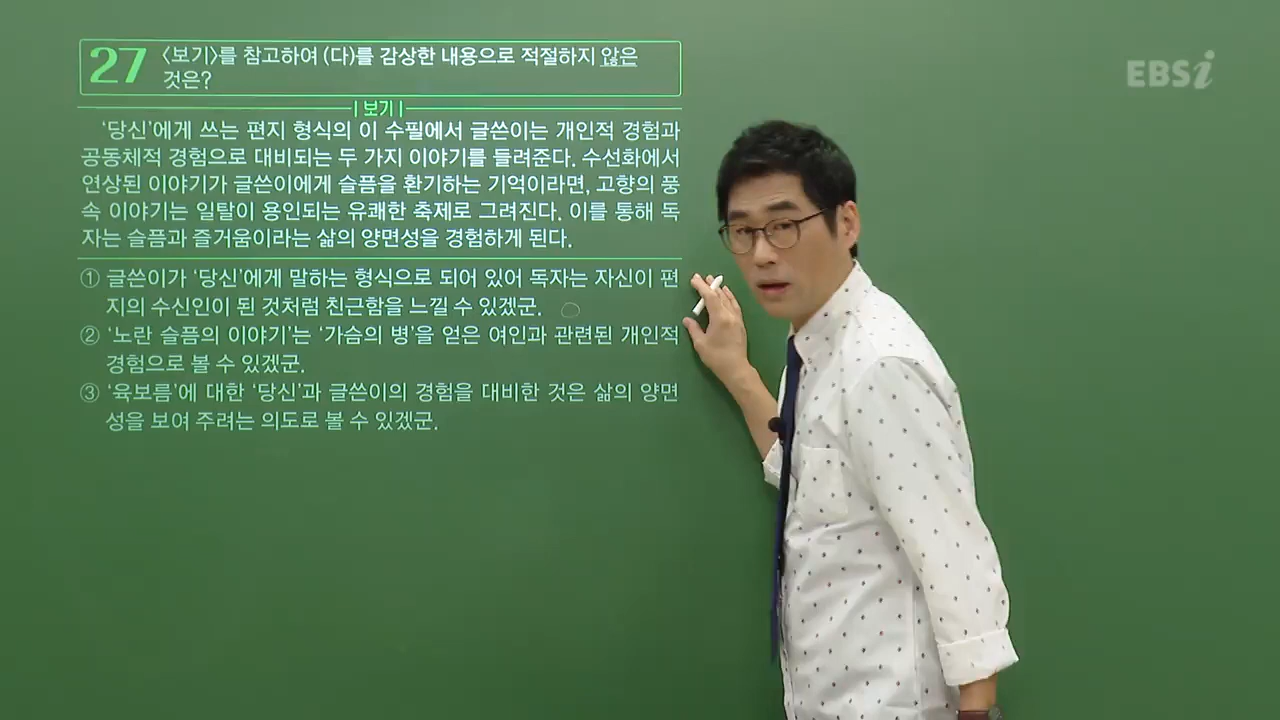 27 〈보기〉를 참고하여 (다)를 감상한 내용으로 적절하지 않은
것은?
EBSi
| 보기 |
‘당신’에게 쓰는 편지 형식의 이 수필에서 글쓴이는 개인적 경험과
공동체적 경험으로 대비되는 두 가지 이야기를 들려준다. 수선화에서
연상된 이야기가 글쓴이에게 슬픔을 환기하는 기억이라면, 고향의 풍
속 이야기는 일탈이 용인되는 유쾌한 축제로 그려진다. 이를 통해 독
자는 슬픔과 즐거움이라는 삶의 양면성을 경험하게 된다.
① 글쓴이가 ‘당신’에게 말하는 형식으로 되어 있어 독자는 자신이 편
지의 수신인이 된 것처럼 친근함을 느낄 수 있겠군.
② ‘노란 슬픔의 이야기’는 ‘가슴의 병’을 얻은 여인과 관련된 개인적
경험으로 볼 수 있겠군.
③ ‘육보름’에 대한 ‘당신’과 글쓴이의 경험을 대비한 것은 삶의 양면
성을 보여 주려는 의도로 볼 수 있겠군.